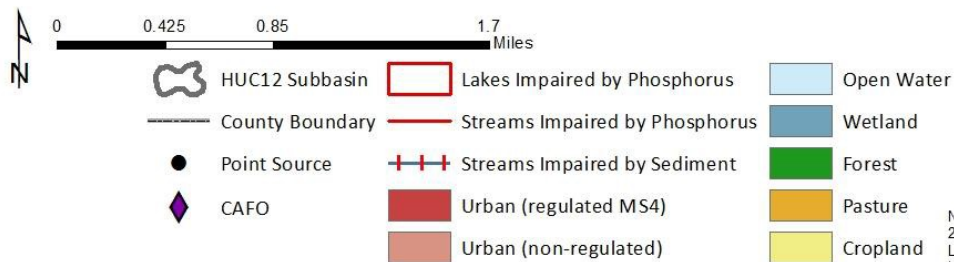 0 0.425 0.85 1.7
Miles
N
HUC12 Subbasin Lakes Impaired by Phosphorus Open Water
County Boundary Streams Impaired by Phosphorus Wetland
Point Source Streams Impaired by Sediment Forest
CAFO Urban (regulated MS4) Pasture
Urban (non-regulated) Cropland
N
2
L